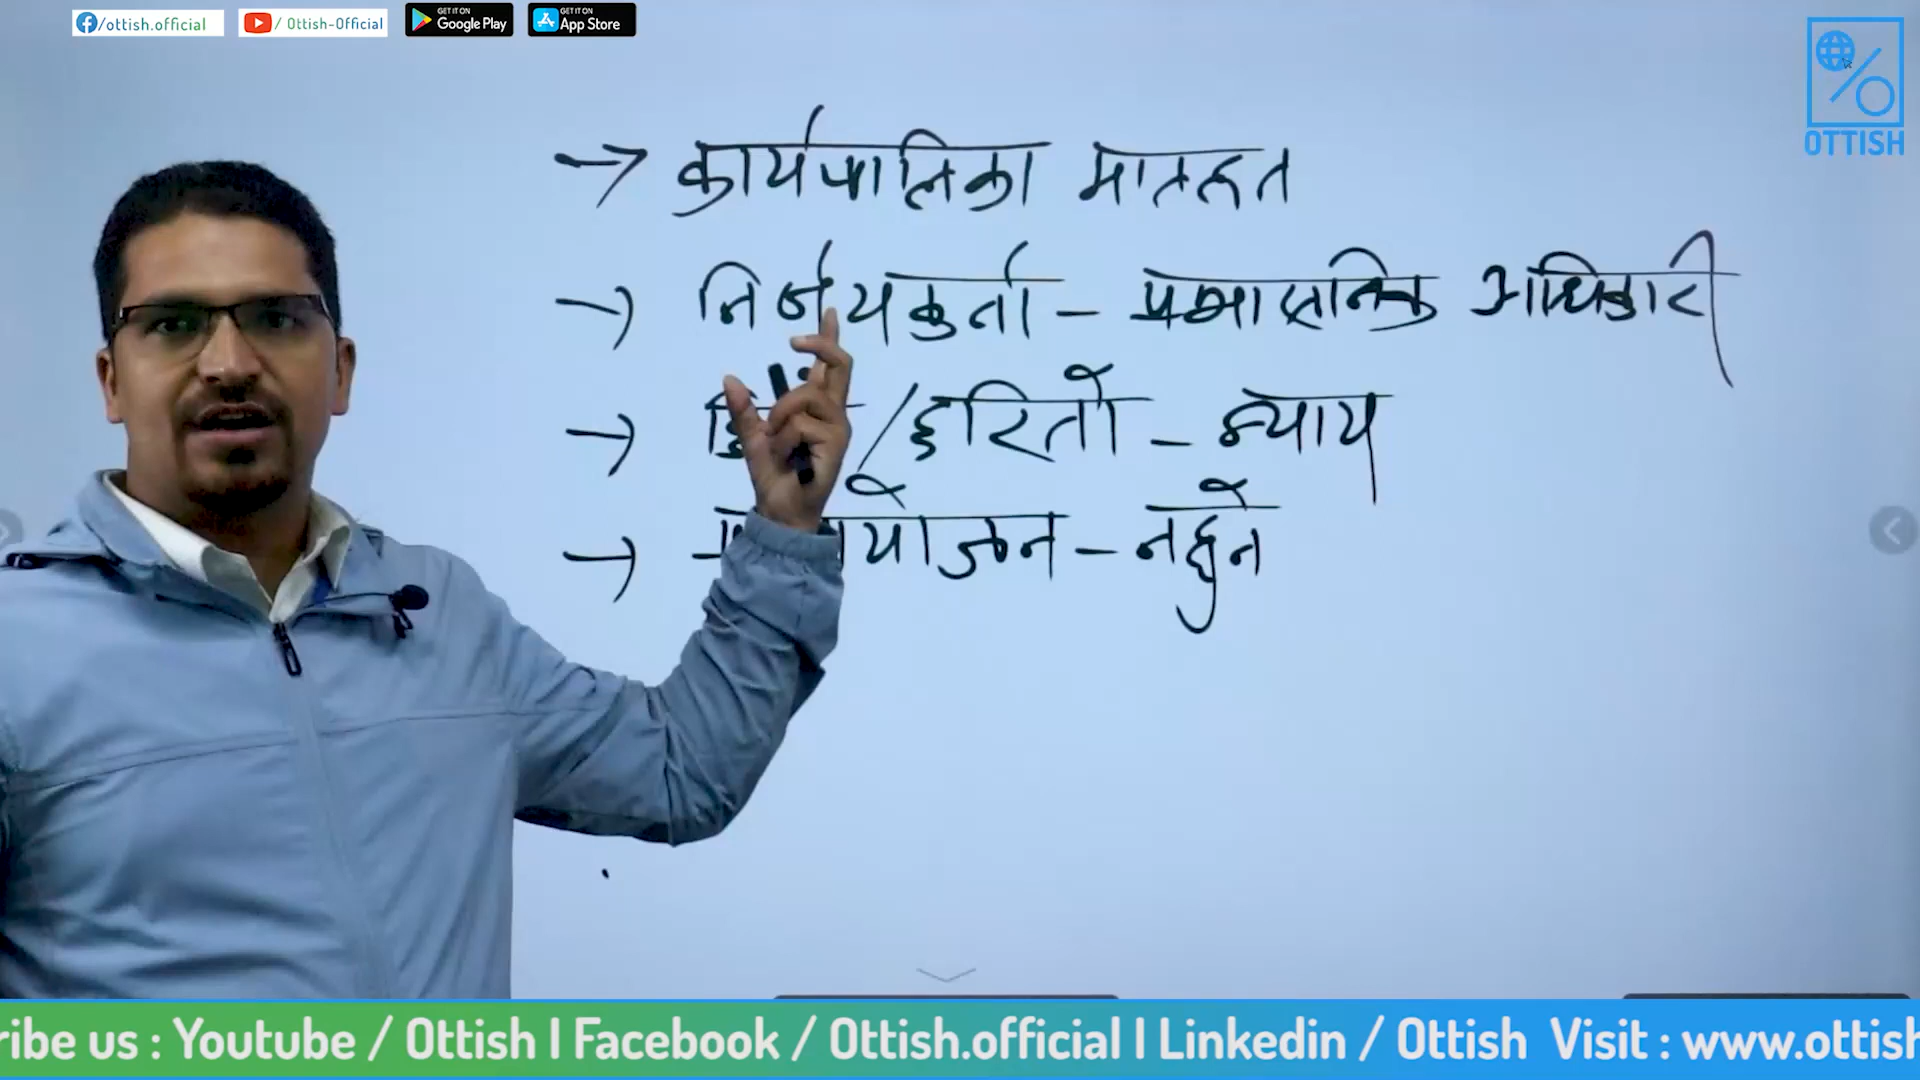 /ottish.official
/ Ottish-Official
GET IT ON
Google Play
GET IT ON
App Store
OTTISH
→ कार्यपालिका मातहत
→ निर्णयकर्ता - प्रशासनिक अधिकारी
→ / छरितो - न्याय
→ - नहुने
ribe us : Youtube / Ottish | Facebook / Ottish.official | Linkedin / Ottish Visit : www.ottish